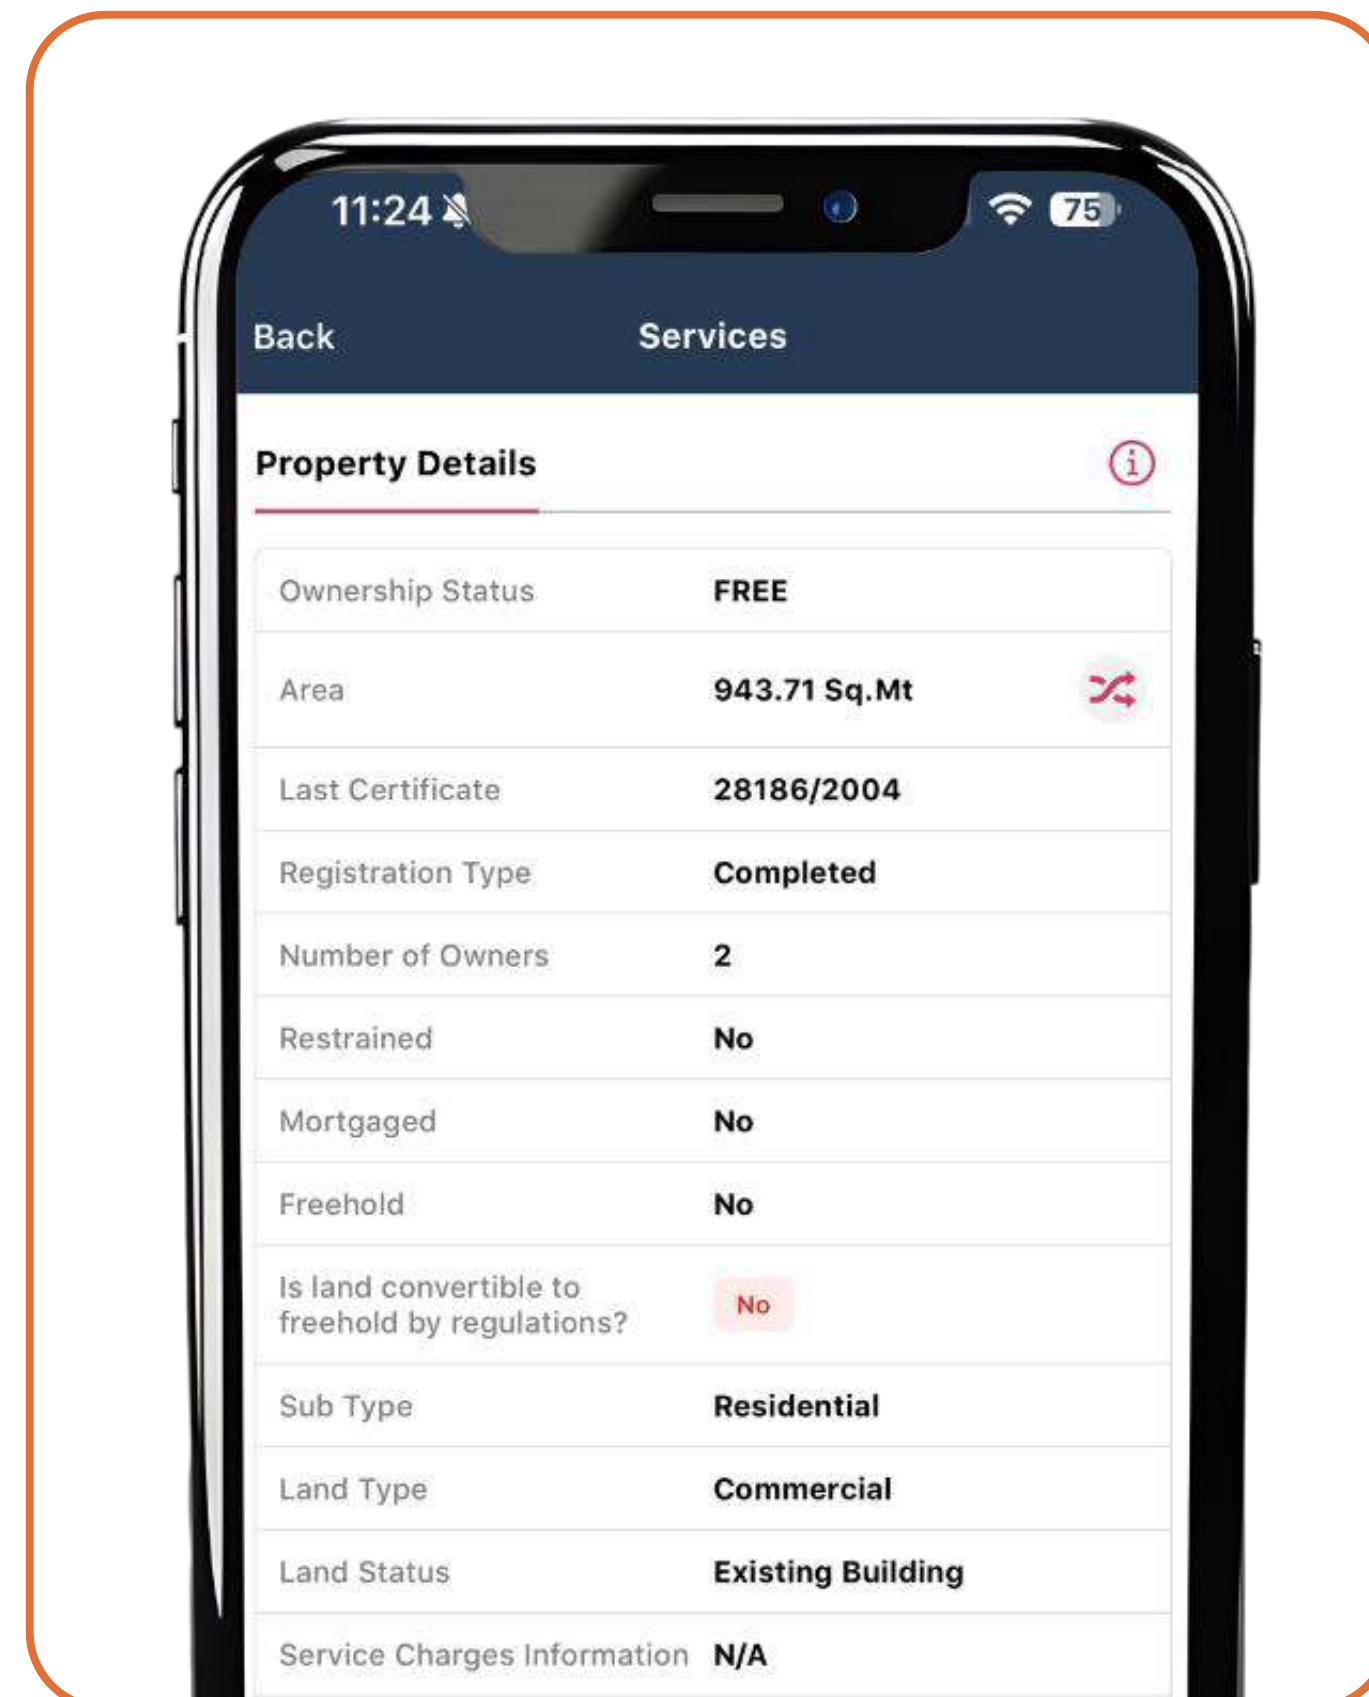 11:24
75
Back Services
Property Details
Ownership Status FREE
Area 943.71 Sq.Mt
Last Certificate 28186/2004
Registration Type Completed
Number of Owners 2
Restrained No
Mortgaged No
Freehold No
Is land convertible to
freehold by regulations? No
Sub Type Residential
Land Type Commercial
Land Status Existing Building
Service Charges Information N/A